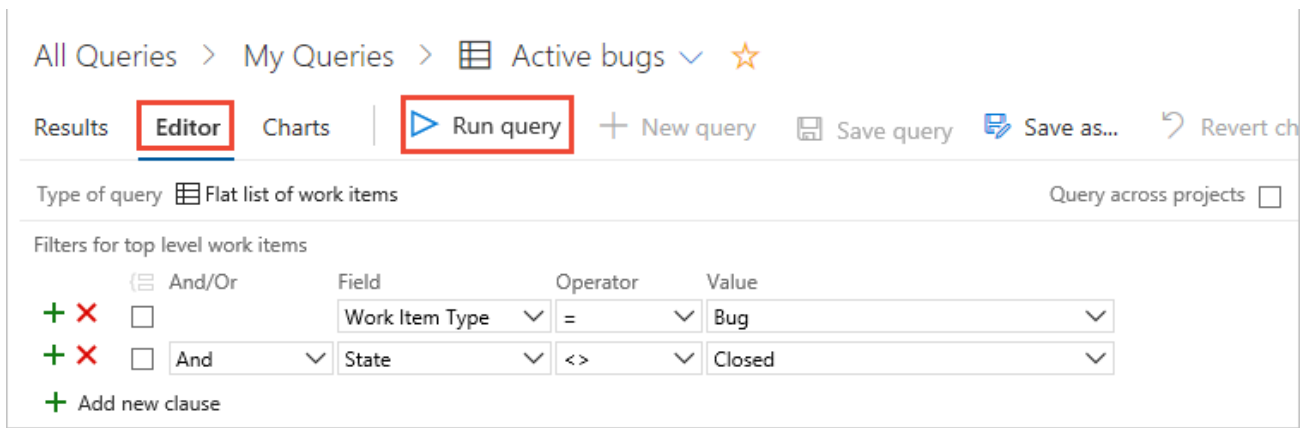 All Queries > My Queries > Active bugs
Results Editor Charts Run query + New query Save query Save as... Revert ch
Type of query Flat list of work items Query across projects
Filters for top level work items
And/Or Field Operator Value
Work Item Type = Bug
And State <> Closed
+ Add new clause